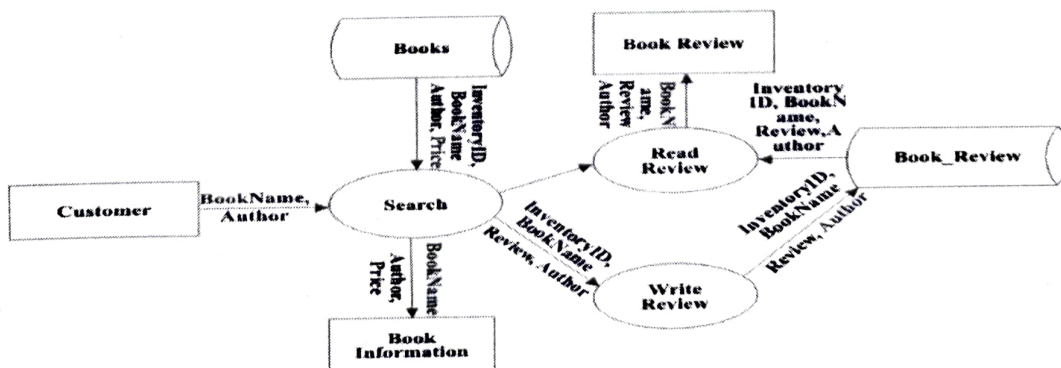 Books
Book Review
InventoryID,
BookName
Author, Price
BookN
ame,
Review
Author
Inventory
ID, BookN
ame,
Review,A
uthor
Read
Review
Book_Review
Customer
BookName,
Author
Search
InventoryID,
BookName
Review, Author
InventoryID,
BookName
Review, Author
BookName
Author,
Price
Write
Review
Book
Information